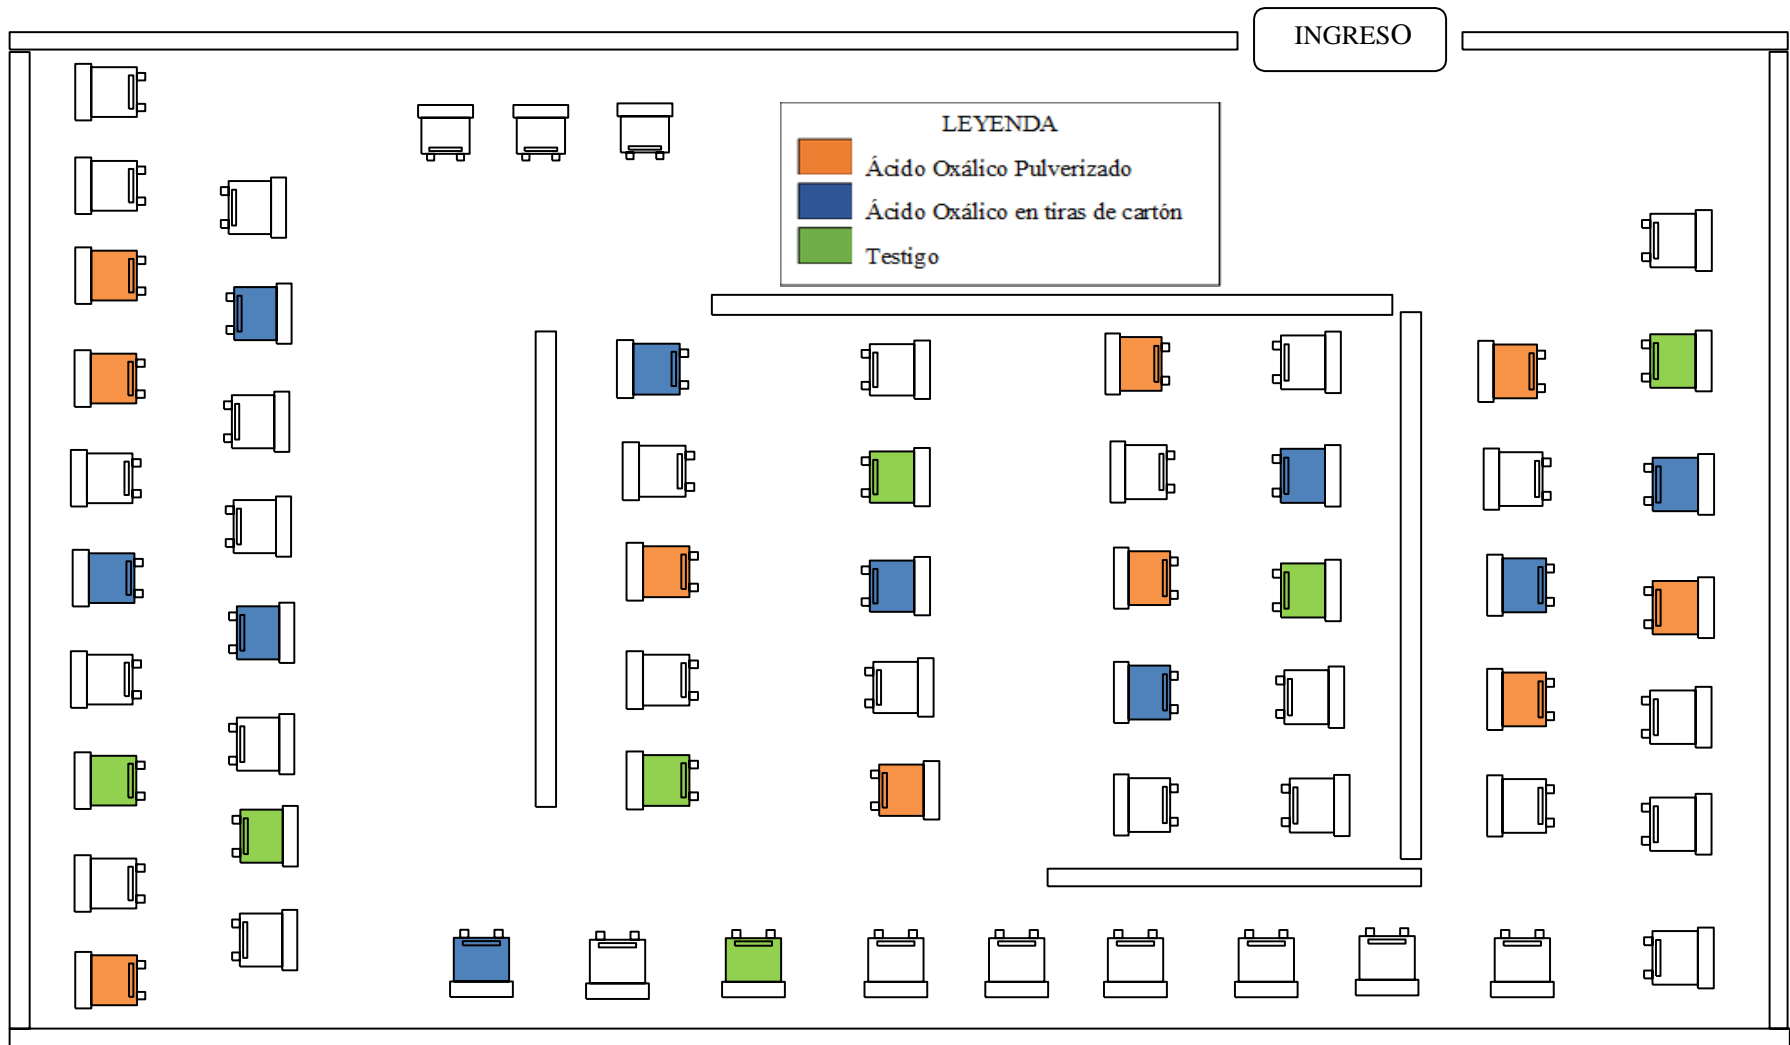 INGRESO
LEYENDA
Ácido Oxálico Pulverizado
Ácido Oxálico en tiras de cartón
Testigo